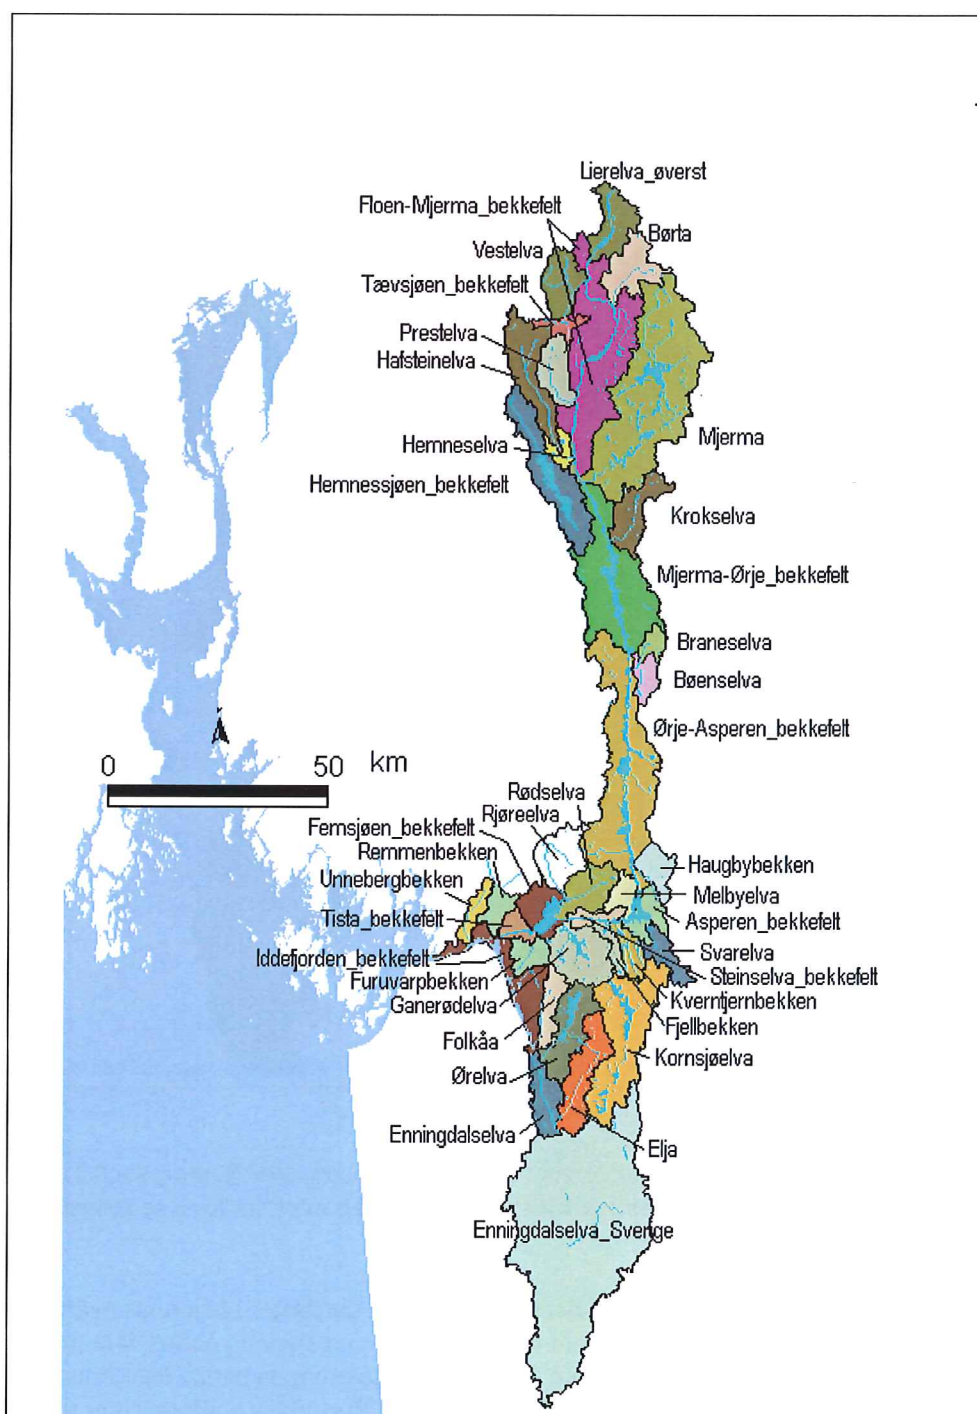 Lierelva_øverst
Floen-Mjerma_bekkefelt
Børta
Vestelva
Tævsjøen_bekkefelt
Prestelva
Hafsteinelva
Hemneselva
Mjerma
Hemnessjøen_bekkefelt
Krokselva
Mjerma-Ørje_bekkefelt
Braneselva
Bøenselva
Ørje-Asperen_bekkefelt
0 50 km
Rødselva
Rjøreelva
Femsjøen_bekkefelt
Remmenbekken
Haugbybekken
Unnebergbekken
Melbyelva
Tista_bekkefelt
Asperen_bekkefelt
Svarelva
Iddefjorden_bekkefelt
Steinselva_bekkefelt
Furuvarpbekken
Kverntjernbekken
Ganerødelva
Fjellbekken
Folkåa
Kornsjøelva
Ørelva
Enningdalselva
Elja
Enningdalselva_Sverige